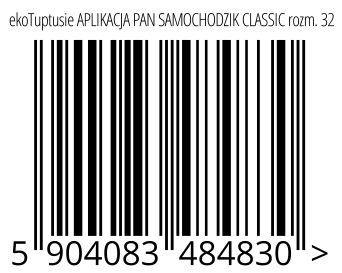 ekoTuptusie APLIKACJA PAN SAMOCHODZIK CLASSIC rozm. 32
5 904083 484830 >